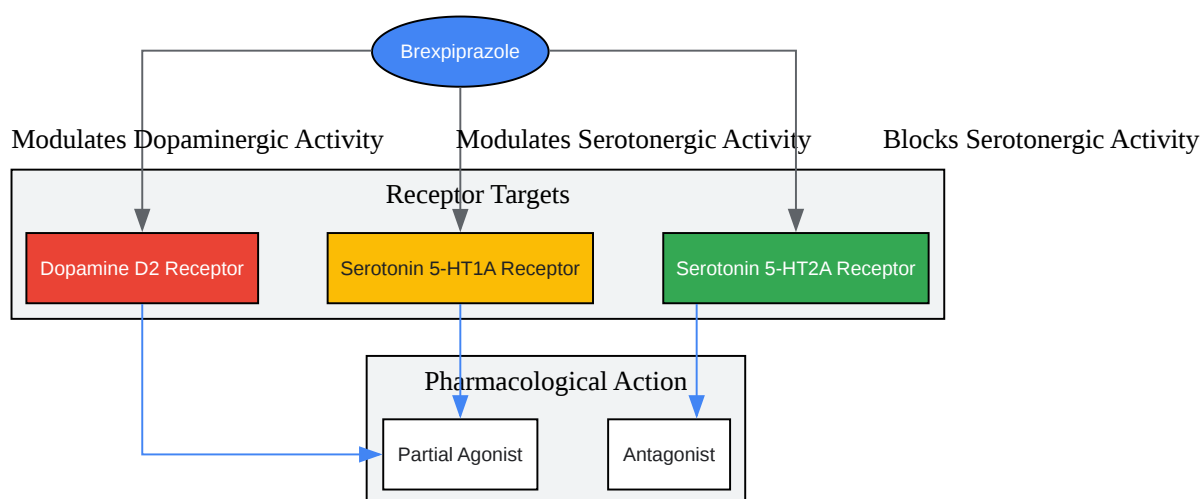 Brexpiprazole
Modulates Dopaminergic Activity
Modulates Serotonergic Activity
Blocks Serotonergic Activity
Receptor Targets
Dopamine D2 Receptor
Serotonin 5-HT1A Receptor
Serotonin 5-HT2A Receptor
Pharmacological Action
Partial Agonist
Antagonist